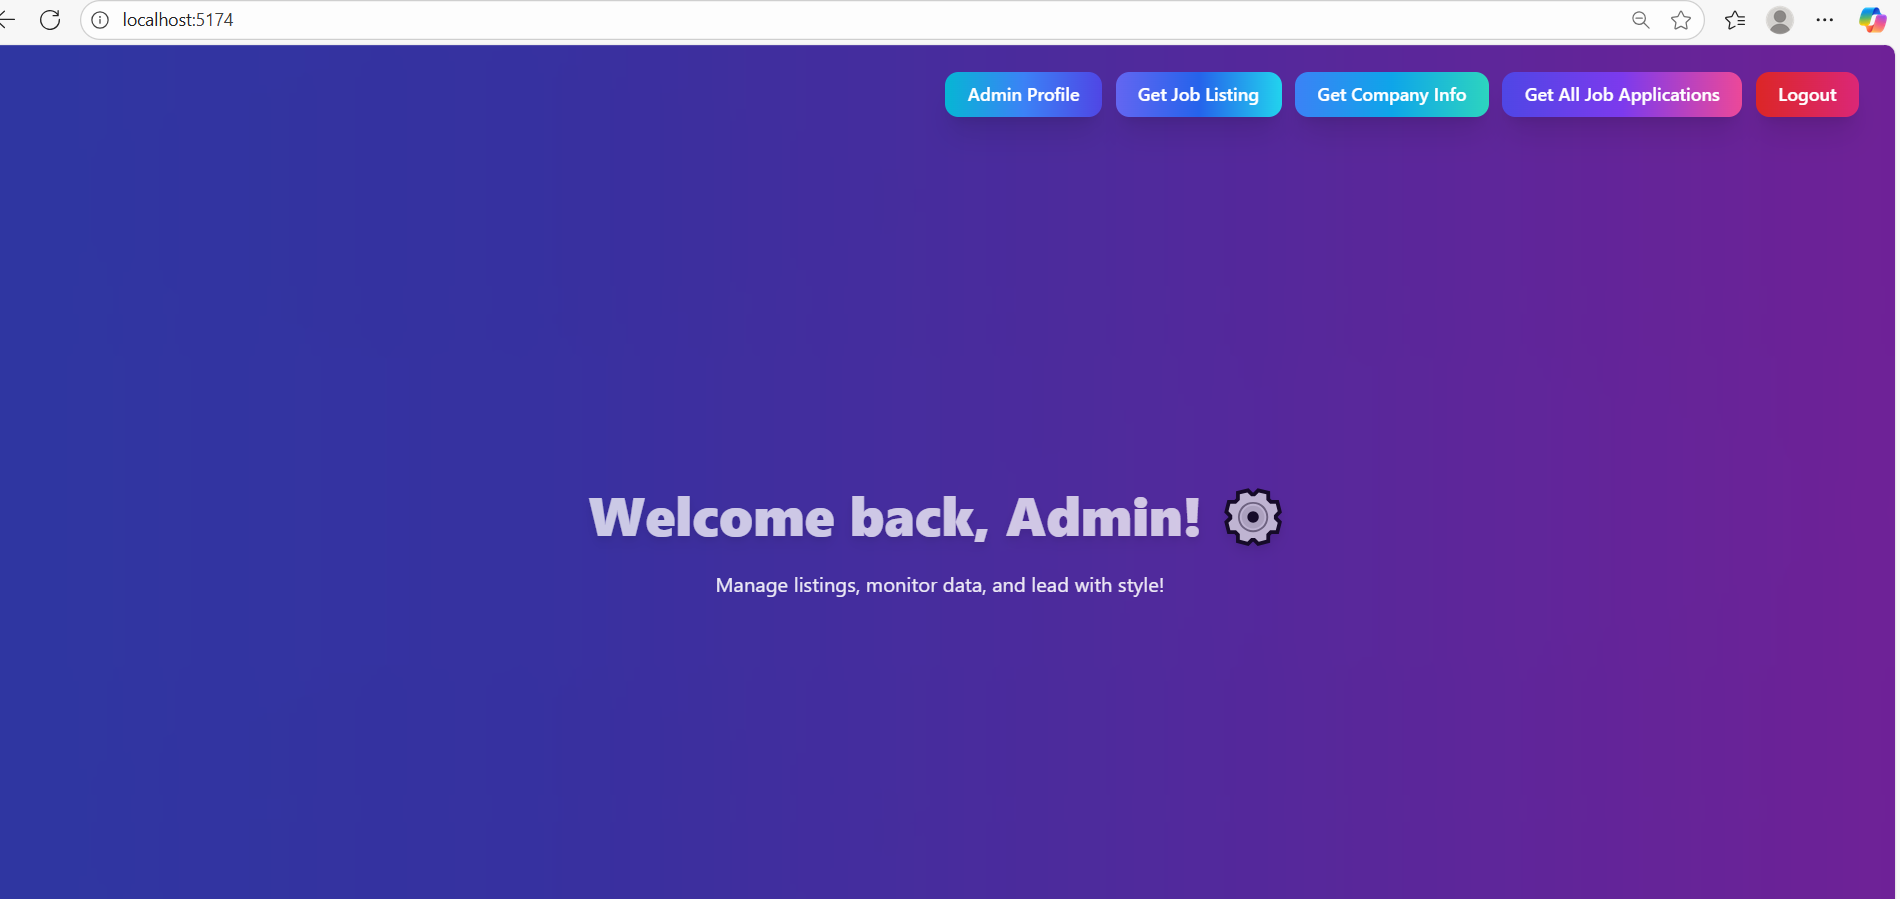 localhost:5174
Admin Profile
Get Job Listing
Get Company Info
Get All Job Applications
Logout
Welcome back, Admin!
Manage listings, monitor data, and lead with style!